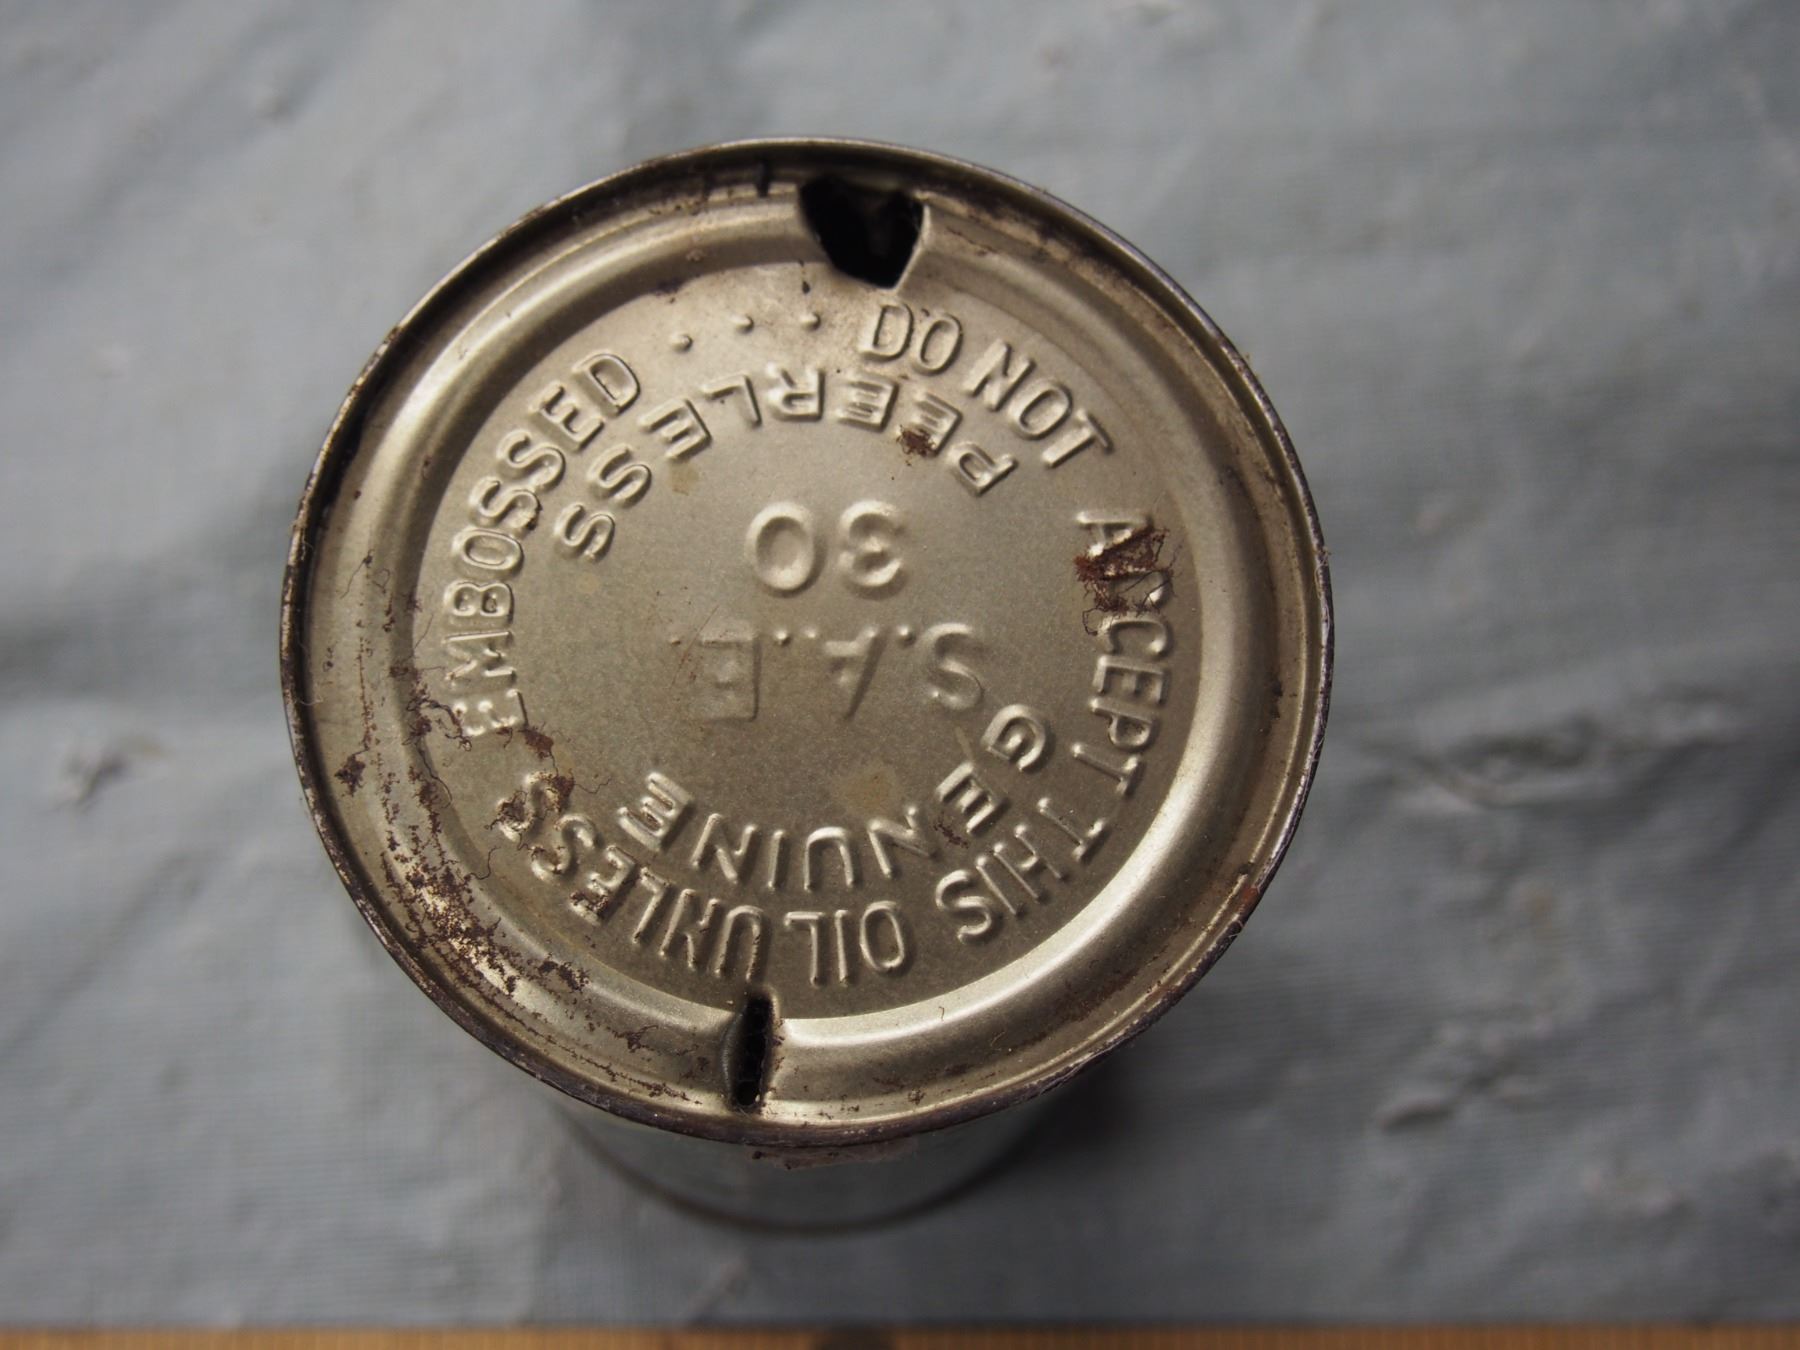 DO NOT ACCEPT THIS OIL UNLESS EMBOSSED ...
GENUINE
S.A.E.
30
PEERLESS